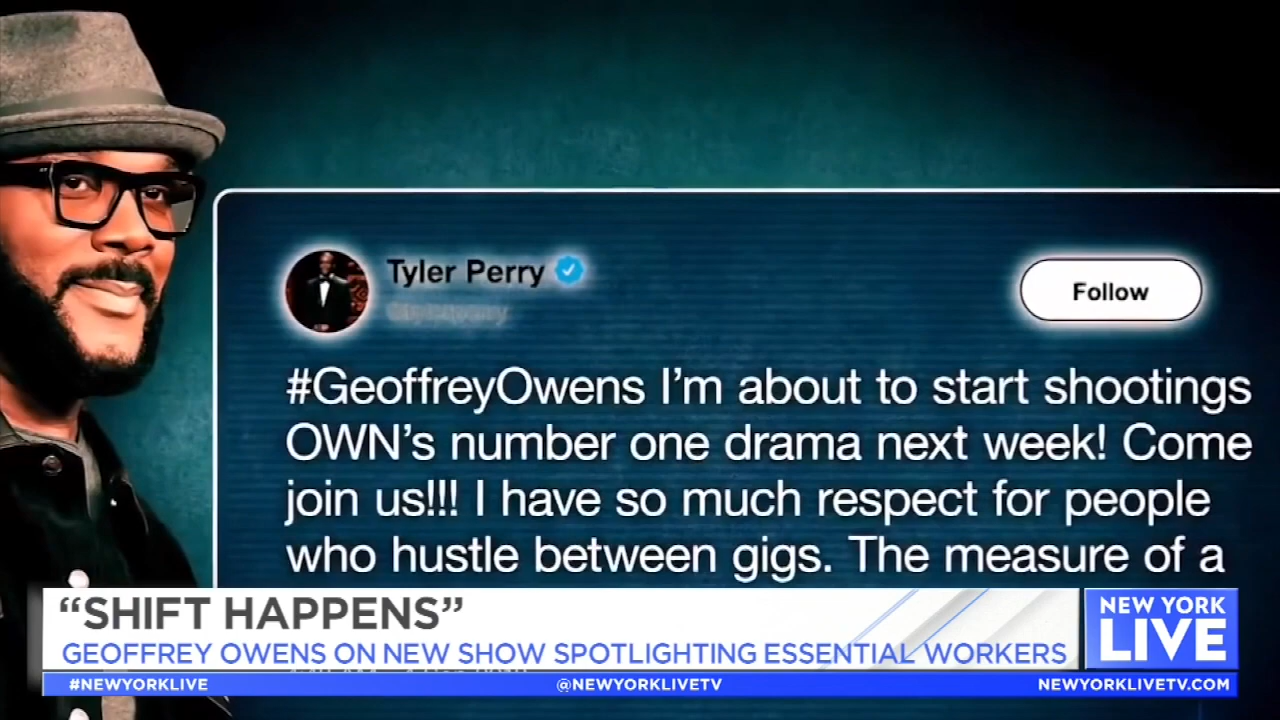 Tyler Perry
Follow
#GeoffreyOwens I'm about to start shootings
OWN's number one drama next week! Come
join us!!! I have so much respect for people
who hustle between gigs. The measure of a
“SHIFT HAPPENS”
GEOFFREY OWENS ON NEW SHOW SPOTLIGHTING ESSENTIAL WORKERS
NEW YORK
LIVE
#NEWYORKLIVE
@NEWYORKLIVETV
NEWYORKLIVETV.COM